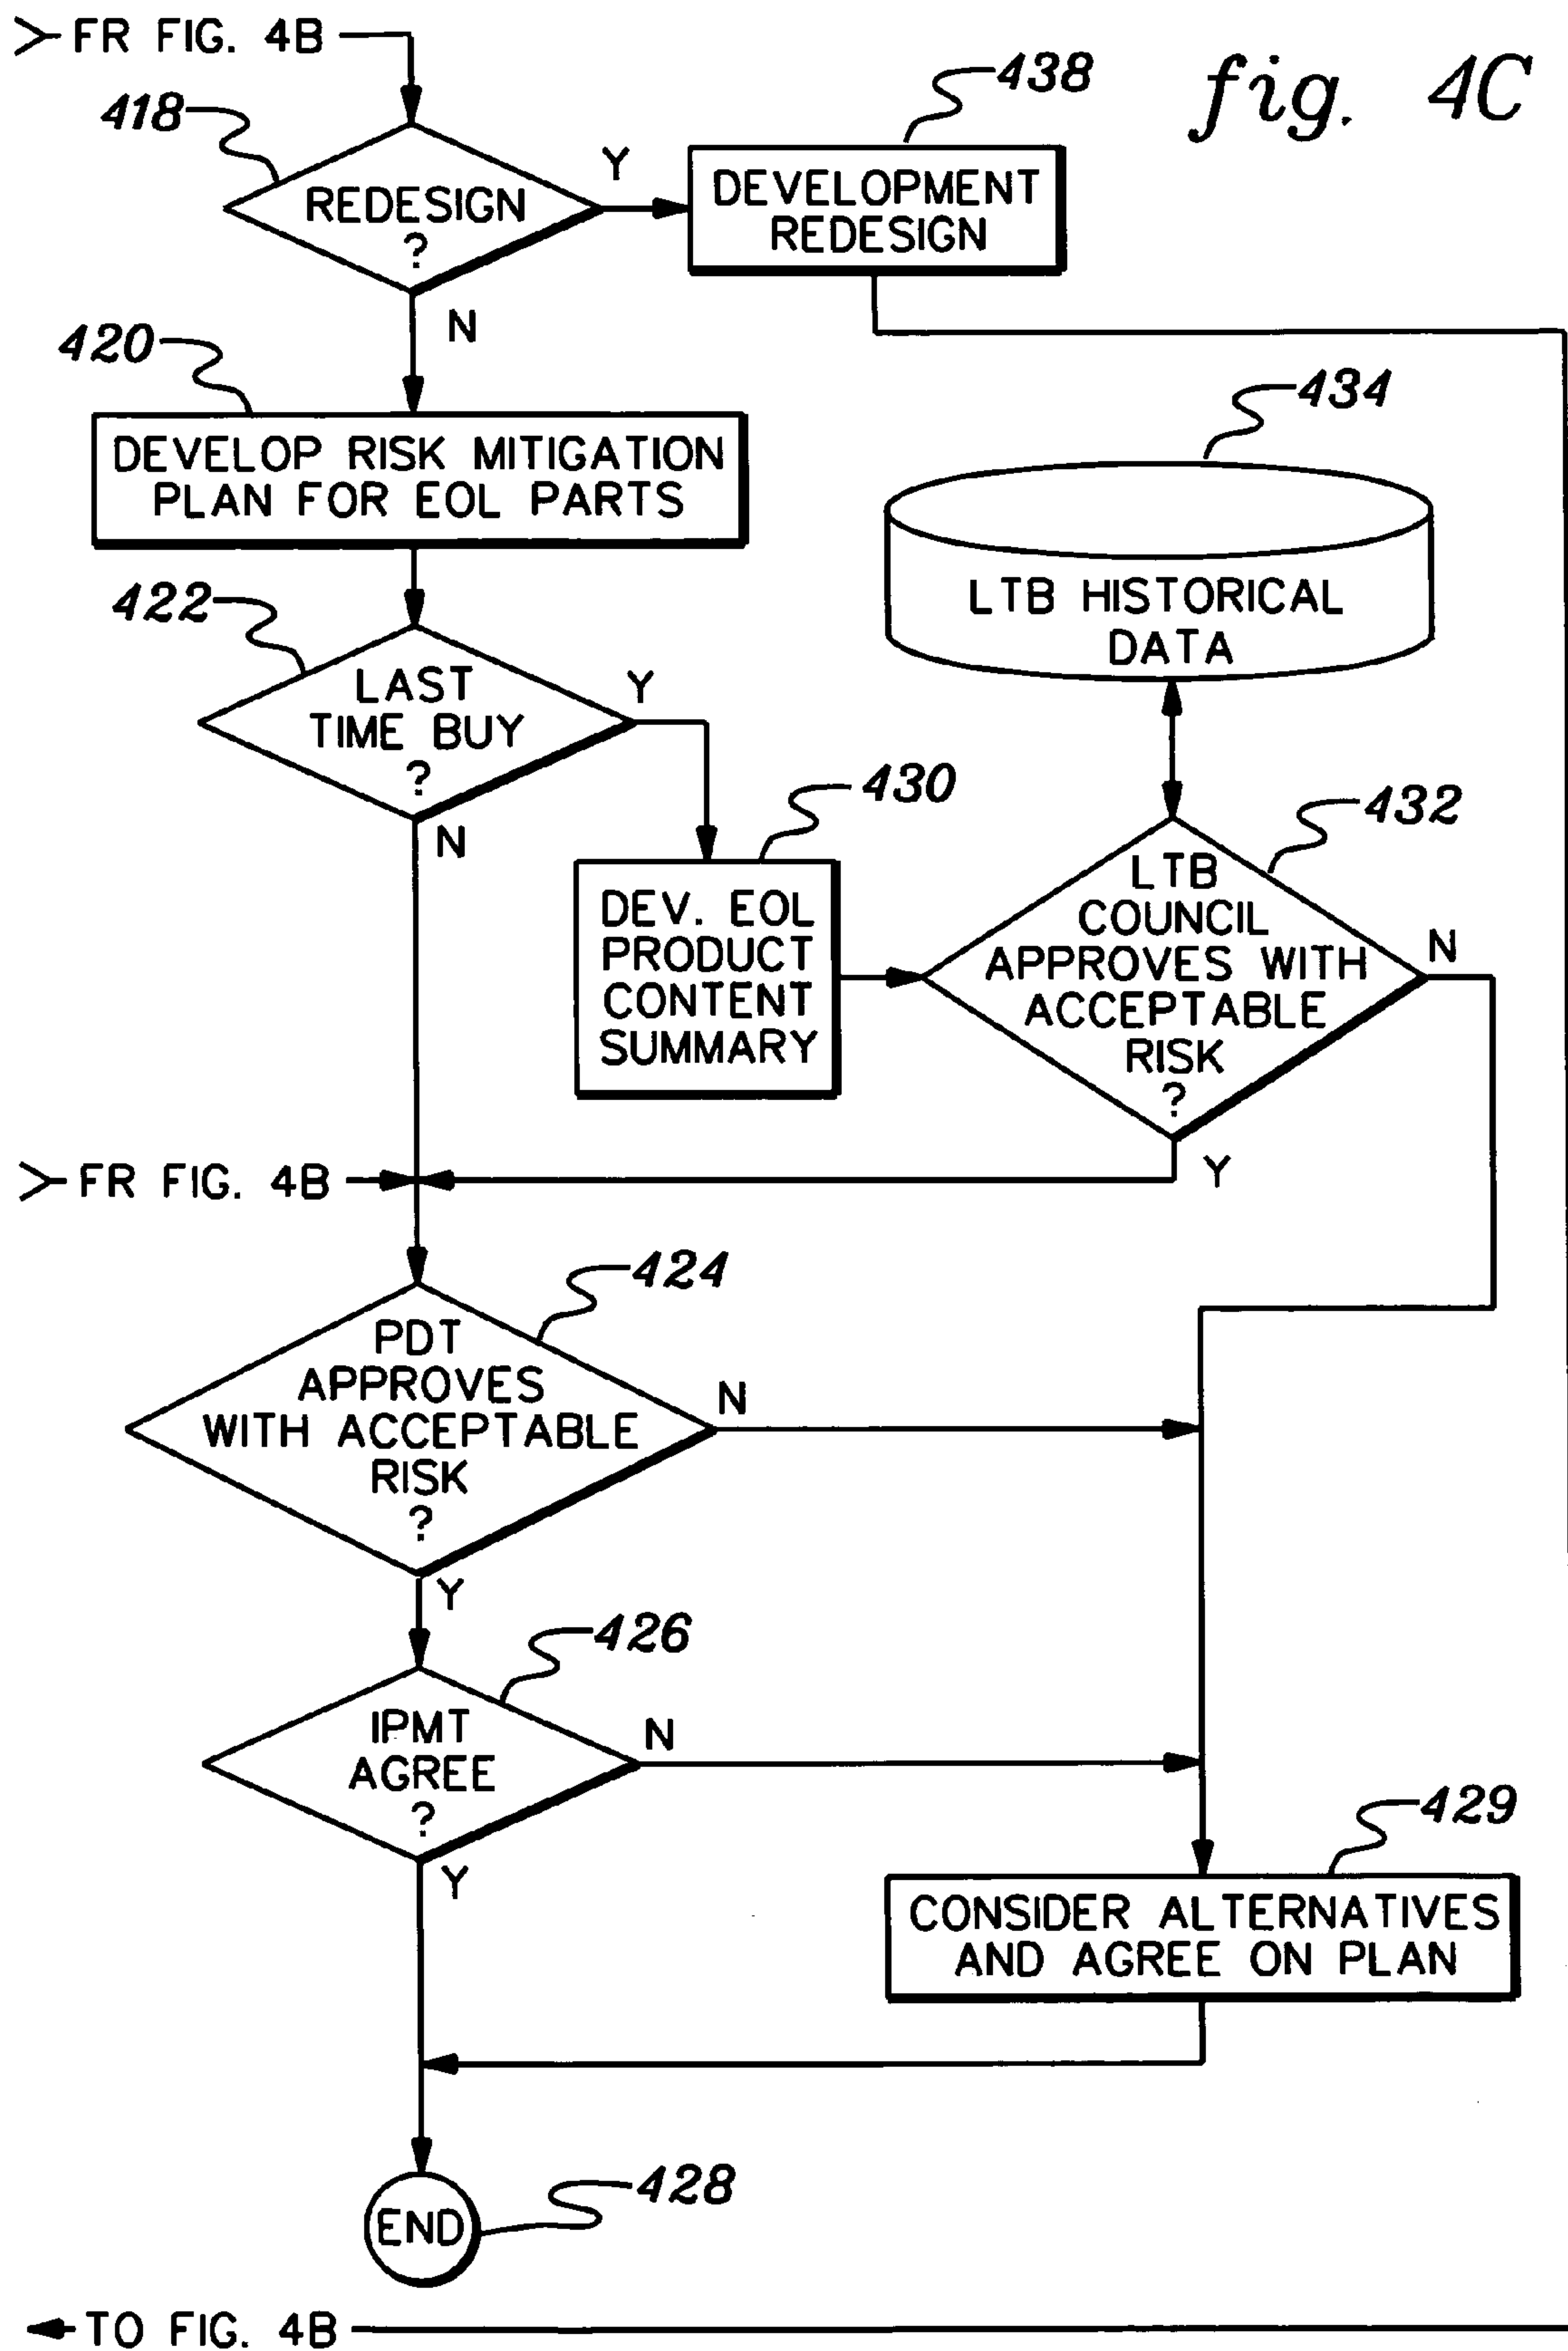 >-FR FIG. 4B
fig. 4C
438
418
Y
REDESIGN
?
DEVELOPMENT
REDESIGN
N
420
434
DEVELOP RISK MITIGATION
PLAN FOR EOL PARTS
LTB HISTORICAL
DATA
422
LAST
TIME BUY
?
Y
N
430
432
DEV. EOL
PRODUCT
CONTENT
SUMMARY
LTB
COUNCIL
APPROVES WITH
ACCEPTABLE
RISK
?
N
Y
>-FR FIG. 4B
424
PDT
APPROVES
WITH ACCEPTABLE
RISK
?
N
Y
426
IPMT
AGREE
?
N
Y
429
CONSIDER ALTERNATIVES
AND AGREE ON PLAN
END
428
TO FIG. 4B